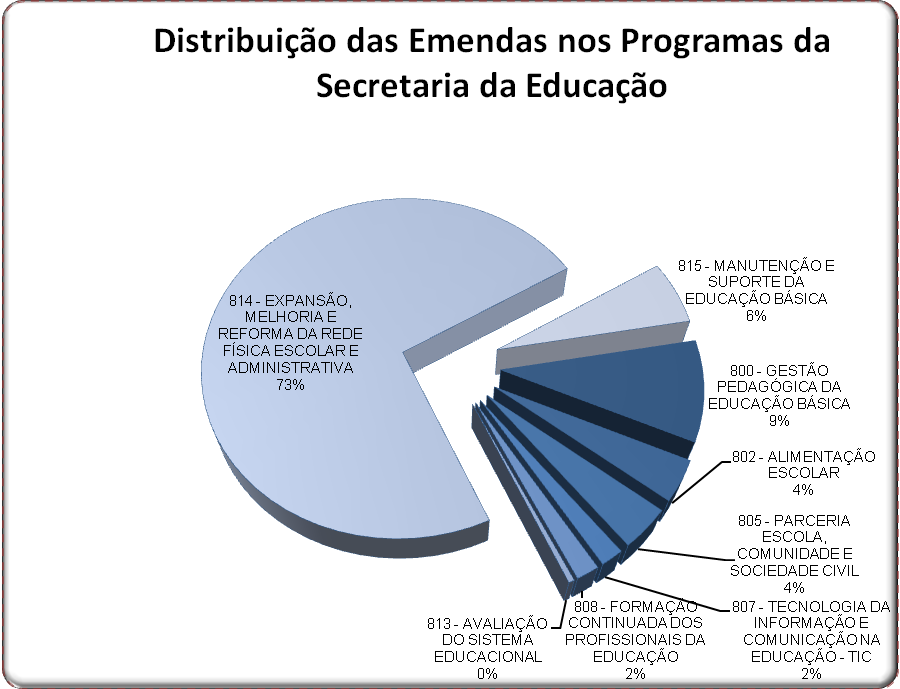 Distribuição das Emendas nos Programas da
Secretaria da Educação
814 - EXPANSÃO,
MELHORIA E
REFORMA DA REDE
FÍSICA ESCOLAR E
ADMINISTRATIVA
73%
815 - MANUTENÇÃO E
SUPORTE DA
EDUCAÇÃO BÁSICA
6%
800 - GESTÃO
PEDAGÓGICA DA
EDUCAÇÃO BÁSICA
9%
802 - ALIMENTAÇÃO
ESCOLAR
4%
805 - PARCERIA
ESCOLA,
COMUNIDADE E
SOCIEDADE CIVIL
4%
807 - TECNOLOGIA DA
INFORMAÇÃO E
COMUNICAÇÃO NA
EDUCAÇÃO - TIC
2%
808 - FORMAÇÃO
CONTINUADA DOS
PROFISSIONAIS DA
EDUCAÇÃO
2%
813 - AVALIAÇÃO
DO SISTEMA
EDUCACIONAL
0%